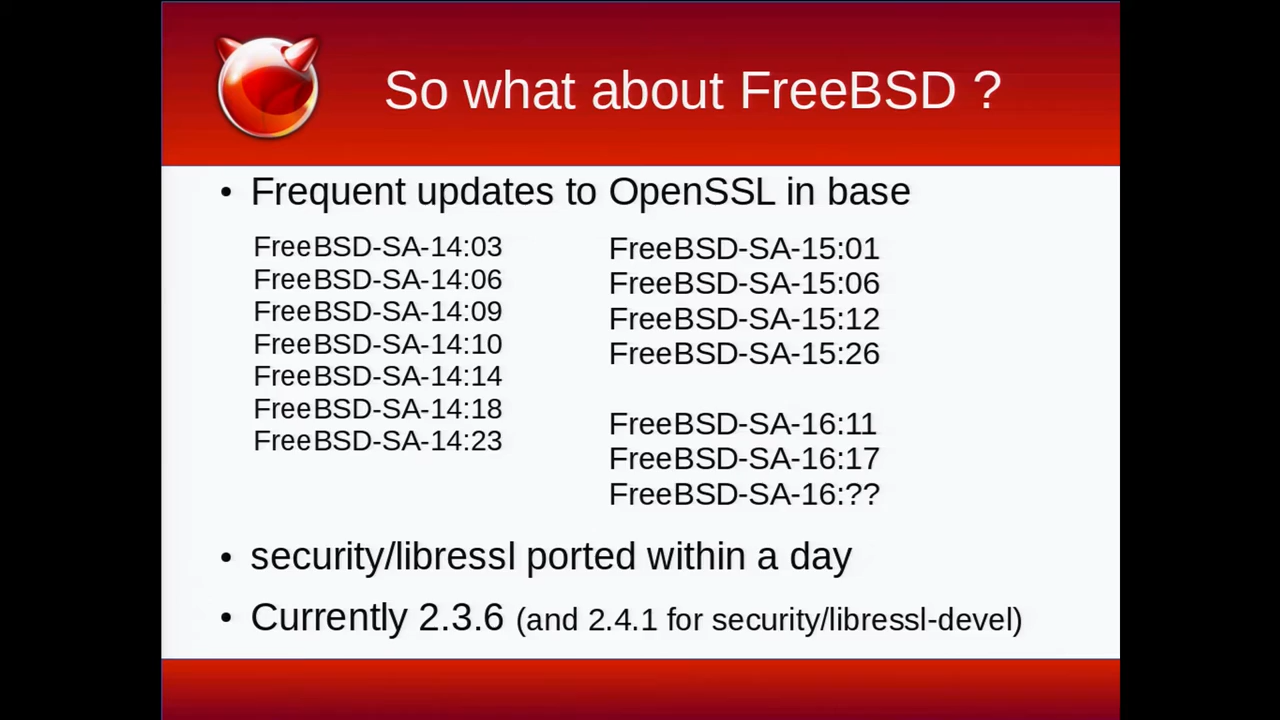 So what about FreeBSD ?
• Frequent updates to OpenSSL in base
FreeBSD-SA-14:03
FreeBSD-SA-14:06
FreeBSD-SA-14:09
FreeBSD-SA-14:10
FreeBSD-SA-14:14
FreeBSD-SA-14:18
FreeBSD-SA-14:23
FreeBSD-SA-15:01
FreeBSD-SA-15:06
FreeBSD-SA-15:12
FreeBSD-SA-15:26
FreeBSD-SA-16:11
FreeBSD-SA-16:17
FreeBSD-SA-16:??
• security/libressl ported within a day
• Currently 2.3.6 (and 2.4.1 for security/libressl-devel)